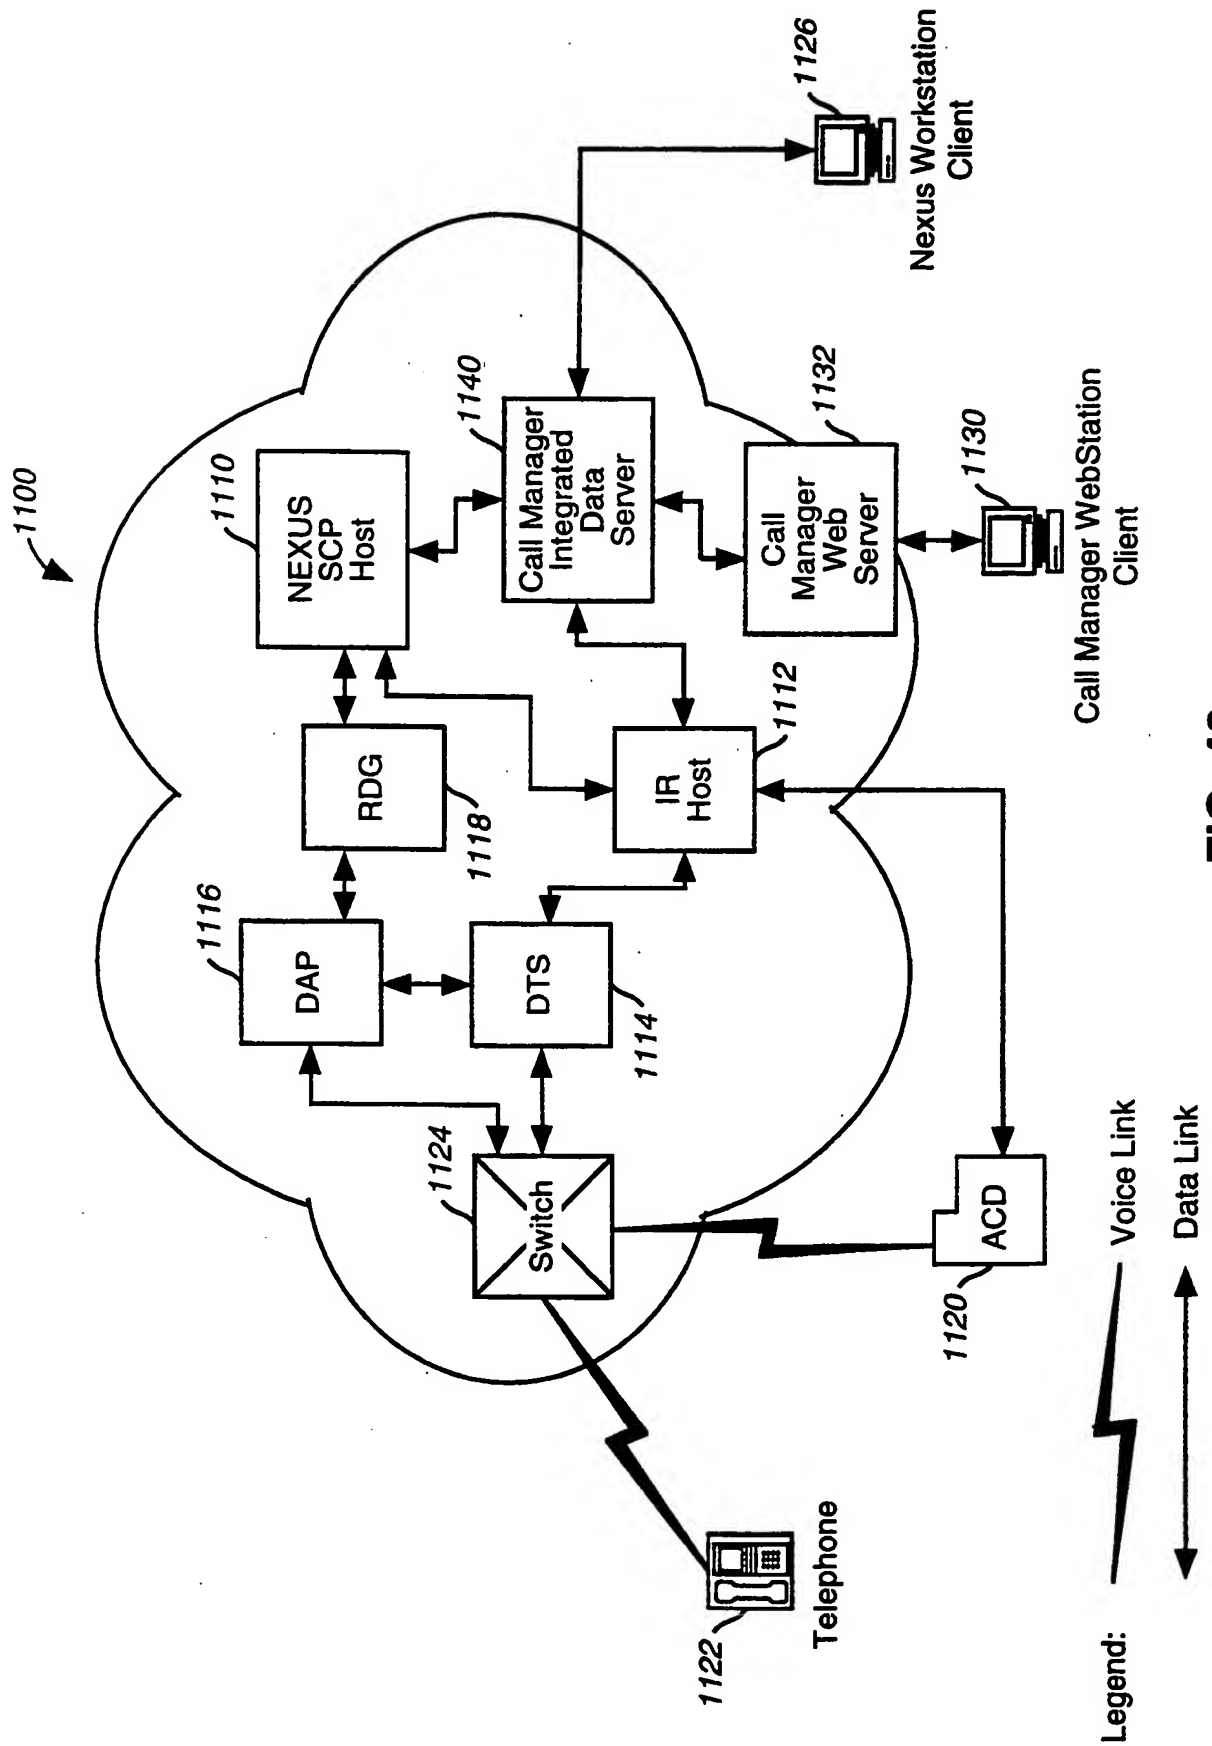 1100
1110
NEXUS
SCP
Host
1140
Call Manager
Integrated
Data
Server
1126
Nexus Workstation
Client
1116
DAP
RDG
1118
1132
Call
Manager
Web
Server
1124
Switch
DTS
1114
IR
Host
1112
1130
Call Manager WebStation
Client
1122
Telephone
1120
ACD
Legend:
Voice Link
Data Link